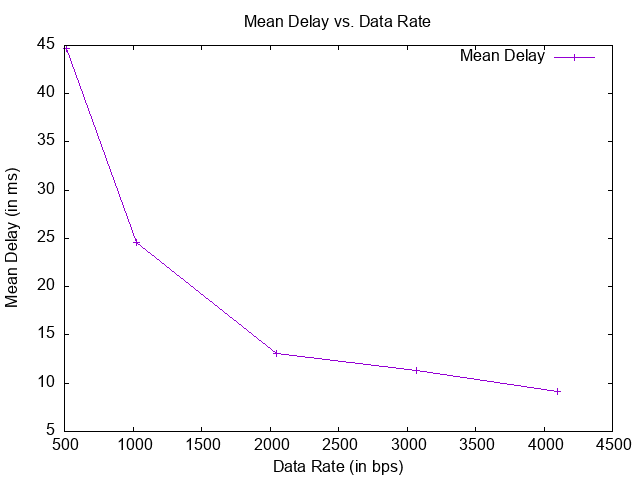 Mean Delay vs. Data Rate
Mean Delay
45
40
35
30
25
20
15
10
5
Mean Delay (in ms)
500 1000 1500 2000 2500 3000 3500 4000 4500
Data Rate (in bps)